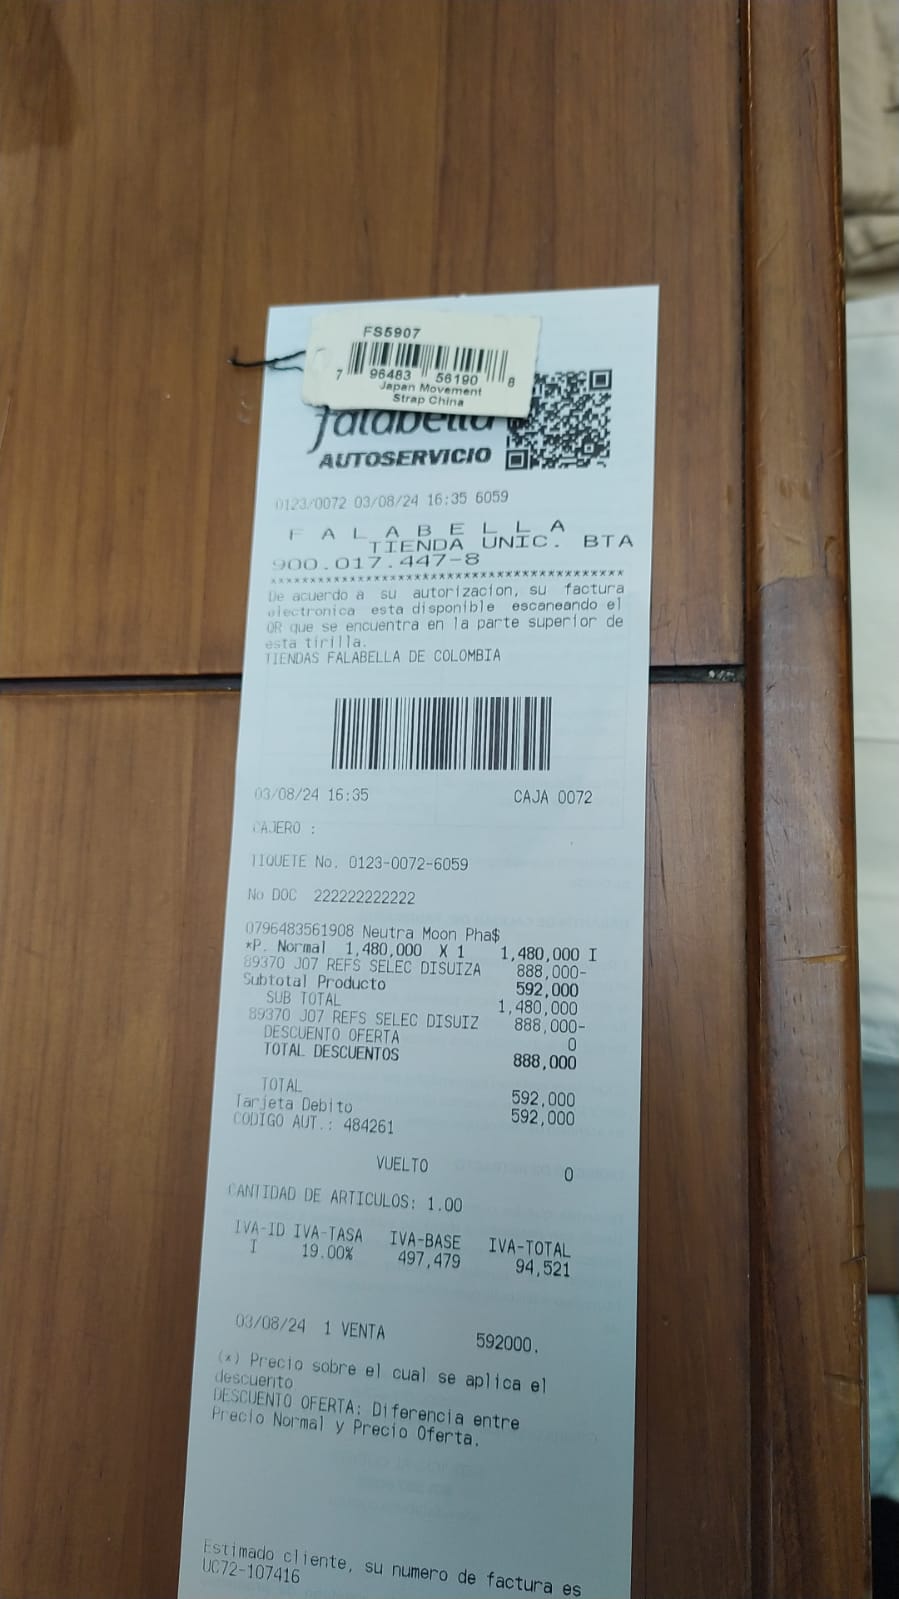 FS5907
7 96483 56190 8
Japan Movement
Strap China
falabella
AUTOSERVICIO
0123/0072 03/08/24 16:35 6059
F A L A B E L L A
TIENDA UNIC. BTA
900.017.447-8
******************************************
De acuerdo a su autorizacion, su factura
electronica esta disponible escaneando el
QR que se encuentra en la parte superior de
esta tirilla.
TIENDAS FALABELLA DE COLOMBIA
03/08/24 16:35 CAJA 0072
CAJERO :
TIQUETE No. 0123-0072-6059
No DOC 222222222222
0796483561908 Neutra Moon Pha$
*P. Normal 1,480,000 X 1 1,480,000 I
89370 J07 REFS SELEC DISUIZA 888,000-
Subtotal Producto 592,000
SUB TOTAL 1,480,000
89370 J07 REFS SELEC DISUIZ 888,000-
DESCUENTO OFERTA 0
TOTAL DESCUENTOS 888,000
TOTAL 592,000
Tarjeta Debito 592,000
CODIGO AUT.: 484261
VUELTO 0
CANTIDAD DE ARTICULOS: 1.00
IVA-ID IVA-TASA IVA-BASE IVA-TOTAL
I 19.00% 497,479 94,521
03/08/24 1 VENTA 592000.
(*) Precio sobre el cual se aplica el
descuento
DESCUENTO OFERTA: Diferencia entre
Precio Normal y Precio Oferta.
Estimado cliente, su numero de factura es
UC72-107416